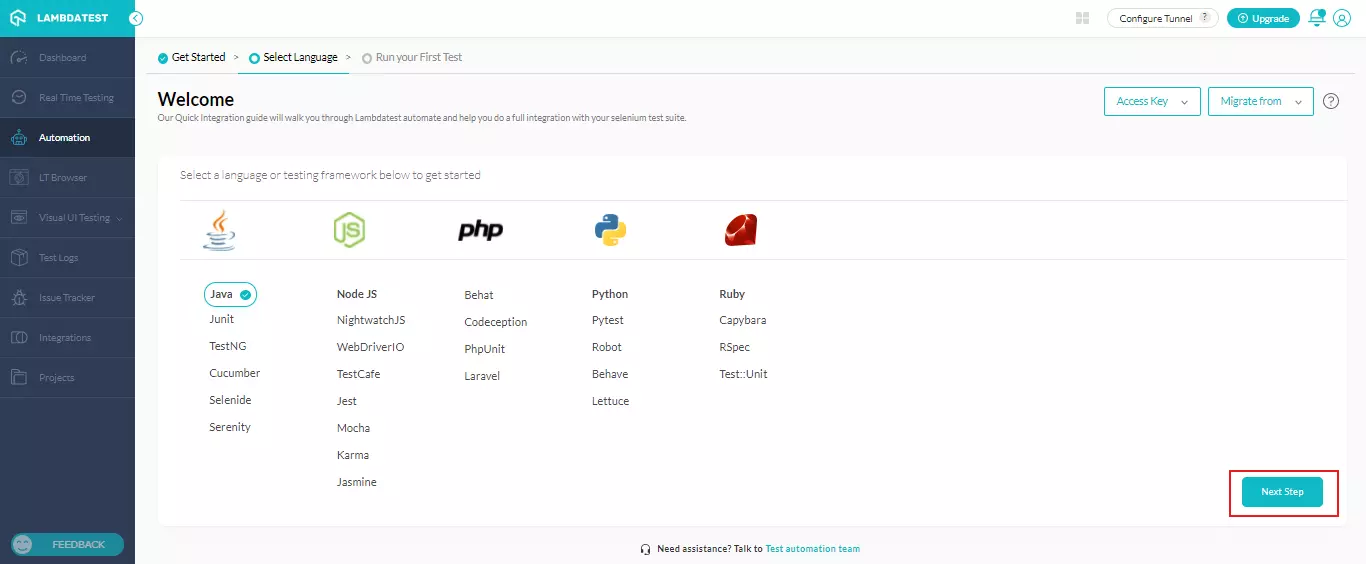 LAMBDATEST
Configure Tunnel ?
Upgrade
Dashboard
Real Time Testing
Automation
LT Browser
Visual UI Testing
Test Logs
Issue Tracker
Integrations
Projects
FEEDBACK
Get Started > Select Language > Run your First Test
Welcome
Our Quick Integration guide will walk you through Lambdatest automate and help you do a full integration with your selenium test suite.
Access Key
Migrate from
?
Select a language or testing framework below to get started
JS
php
Java
Junit
TestNG
Cucumber
Selenide
Serenity
Node JS
NightwatchJS
WebDriverIO
TestCafe
Jest
Mocha
Karma
Jasmine
Behat
Codeception
PhpUnit
Laravel
Python
Pytest
Robot
Behave
Lettuce
Ruby
Capybara
RSpec
Test::Unit
Next Step
Need assistance? Talk to Test automation team